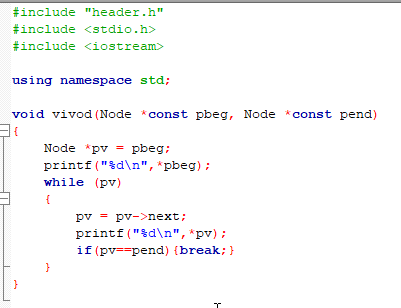 #include "header.h"
#include <stdio.h>
#include <iostream>

using namespace std;

void vivod(Node *const pbeg, Node *const pend)
{
    Node *pv = pbeg;
    printf("%d\n",*pbeg);
    while (pv)
    {
        pv = pv->next;
        printf("%d\n",*pv);
        if(pv==pend){break;}
    }
}